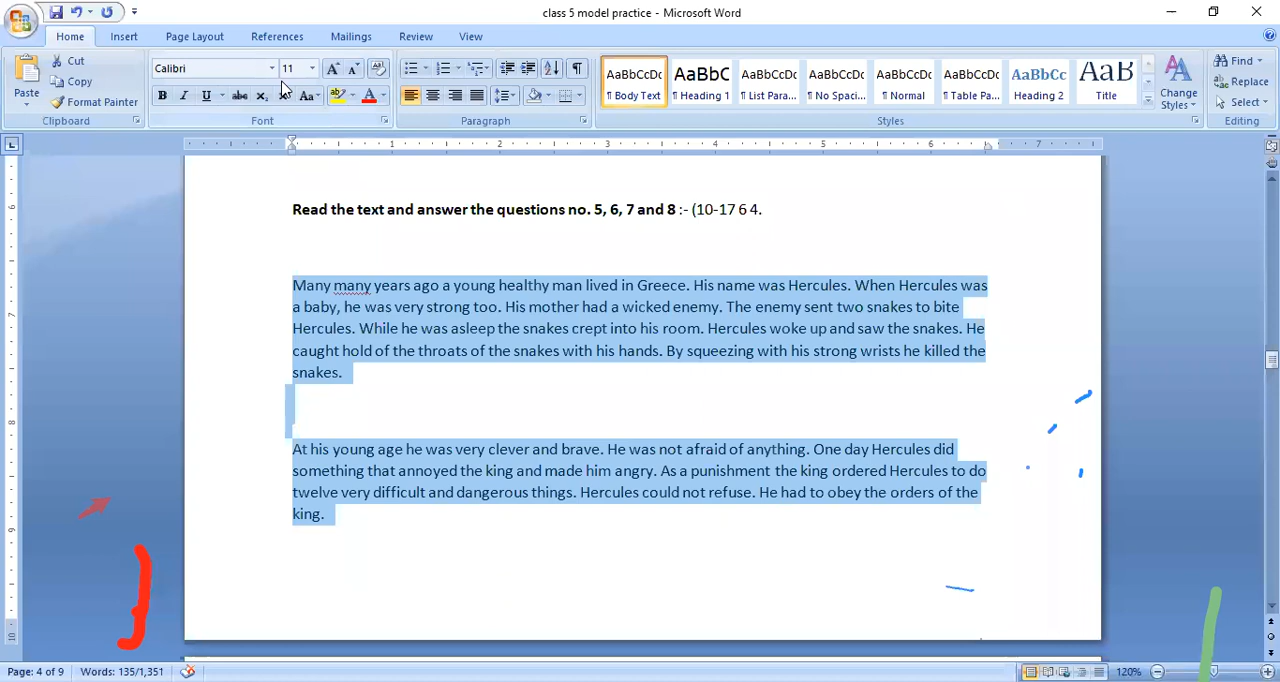 class 5 model practice - Microsoft Word
Home Insert Page Layout References Mailings Review View
Paste
Cut
Copy
Format Painter
Clipboard
Calibri 11
Font
Paragraph
AaBbCcDc AaBbC AaBbCcDc AaBbCcDc AaBbCcDc AaBbCcDc AaBbCc AaBb
¶ Body Text ¶ Heading 1 ¶ List Para... ¶ No Spaci... ¶ Normal ¶ Table Pa... Heading 2 Title
Change Styles
Styles
Find
Replace
Select
Editing
1 2 3 4 5 6 7
Read the text and answer the questions no. 5, 6, 7 and 8 :- (10-17 6 4.
Many many years ago a young healthy man lived in Greece. His name was Hercules. When Hercules was
a baby, he was very strong too. His mother had a wicked enemy. The enemy sent two snakes to bite
Hercules. While he was asleep the snakes crept into his room. Hercules woke up and saw the snakes. He
caught hold of the throats of the snakes with his hands. By squeezing with his strong wrists he killed the
snakes.
At his young age he was very clever and brave. He was not afraid of anything. One day Hercules did
something that annoyed the king and made him angry. As a punishment the king ordered Hercules to do
twelve very difficult and dangerous things. Hercules could not refuse. He had to obey the orders of the
king.
Page: 4 of 9 Words: 135/1,351 120%